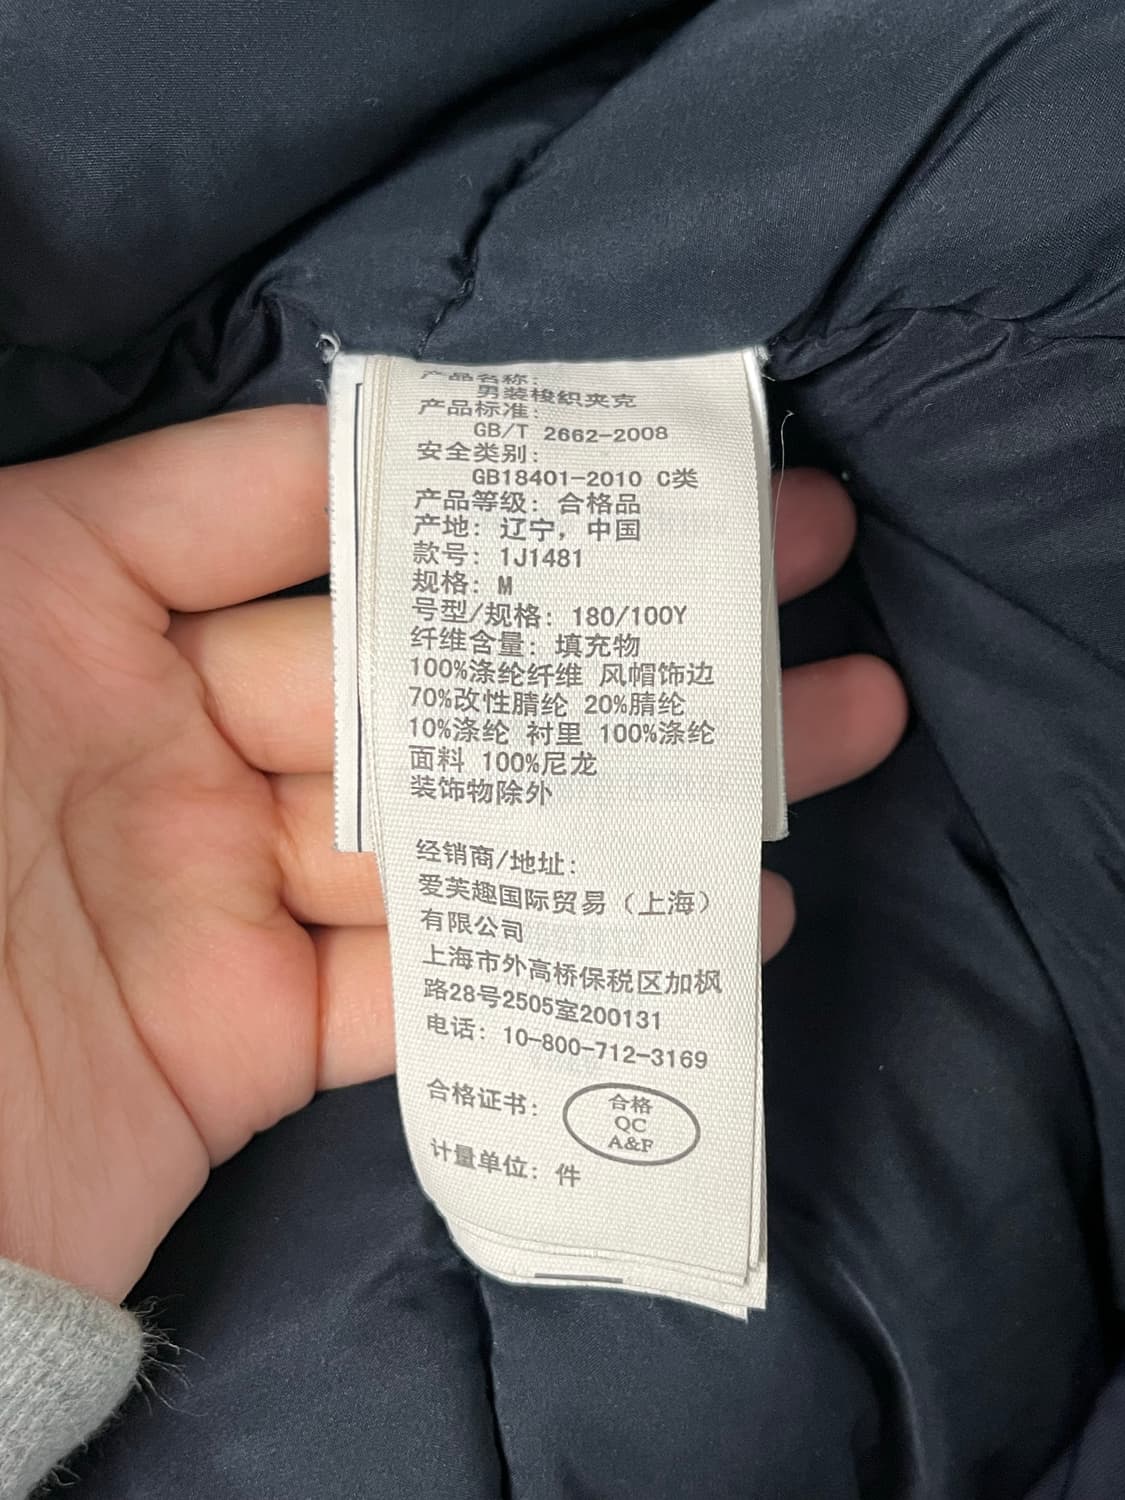 产品名称:
男装梭織夹克
产品标准:
GB/T 2662-2008
安全类别:
GB18401-2010 C类
产品等级: 合格品
产地: 辽宁, 中国
款号: 1J1481
规格: M
号型/规格: 180/100Y
纤维含量: 填充物
100%涤纶纤维 风帽饰边
70%改性腈纶 20%腈纶
10%涤纶 衬里 100%涤纶
面料 100%尼龙
装饰物除外
经销商/地址:
爱芙趣国际贸易（上海）
有限公司
上海市外高桥保税区加枫
路28号2505室200131
电话: 10-800-712-3169
合格证书:
合格
QC
A&F
计量单位: 件